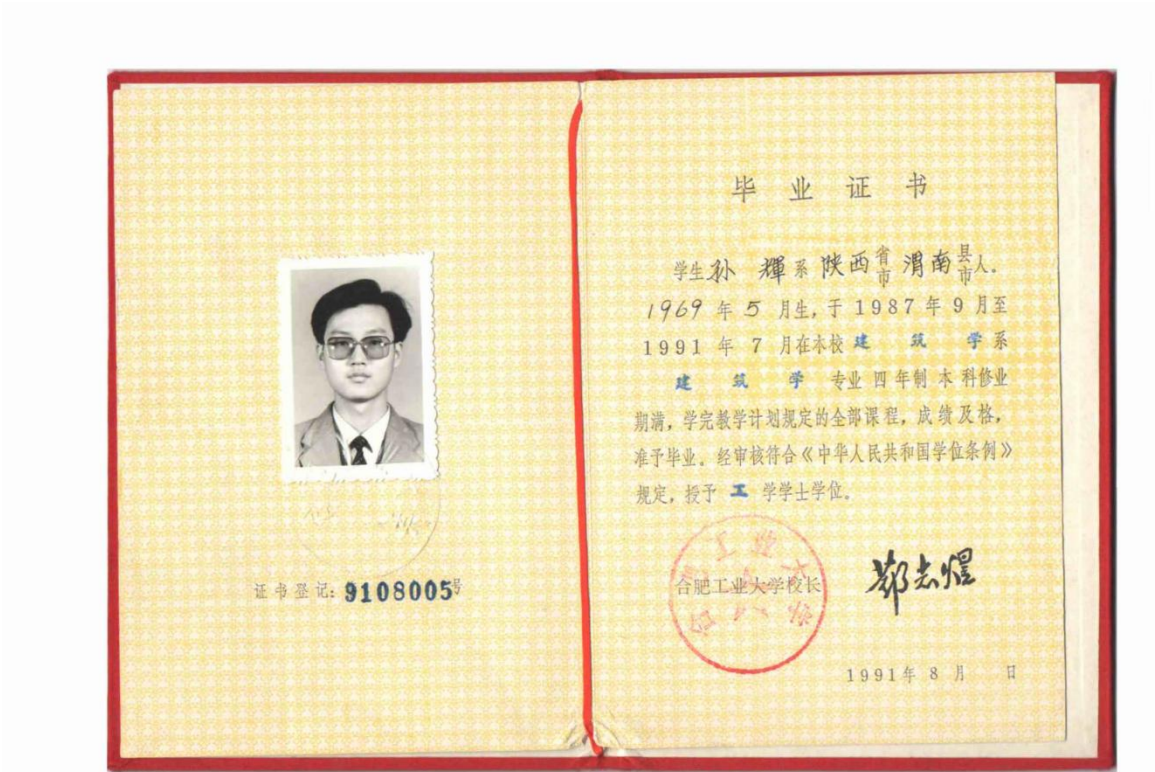 证书登记：9108005号
毕业证书
学生孙輝系陕西省市渭南县市人．
1969年5月生，于1987年9月至
1991年7月在本校建筑学系
建筑学专业四年制本科修业
期满，学完教学计划规定的全部课程，成绩及格，
准予毕业．经审核符合《中华人民共和国学位条例》
规定，授予工学学士学位．
合肥工业大学
合肥工业大学校长
1991年8月 日